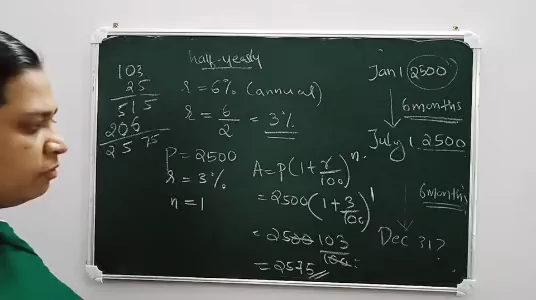 103
25
515
206
2575
half-yearly
r = 6% (annual)
r = 6/2 = 3%
P = 2500
r = 3%
n = 1
A = P(1 + r/100)^n
= 2500(1 + 3/100)^1
= 2500 103/100
= 2575
Jan 1 2500
6 months
July 1 2500
6 months
Dec 31?